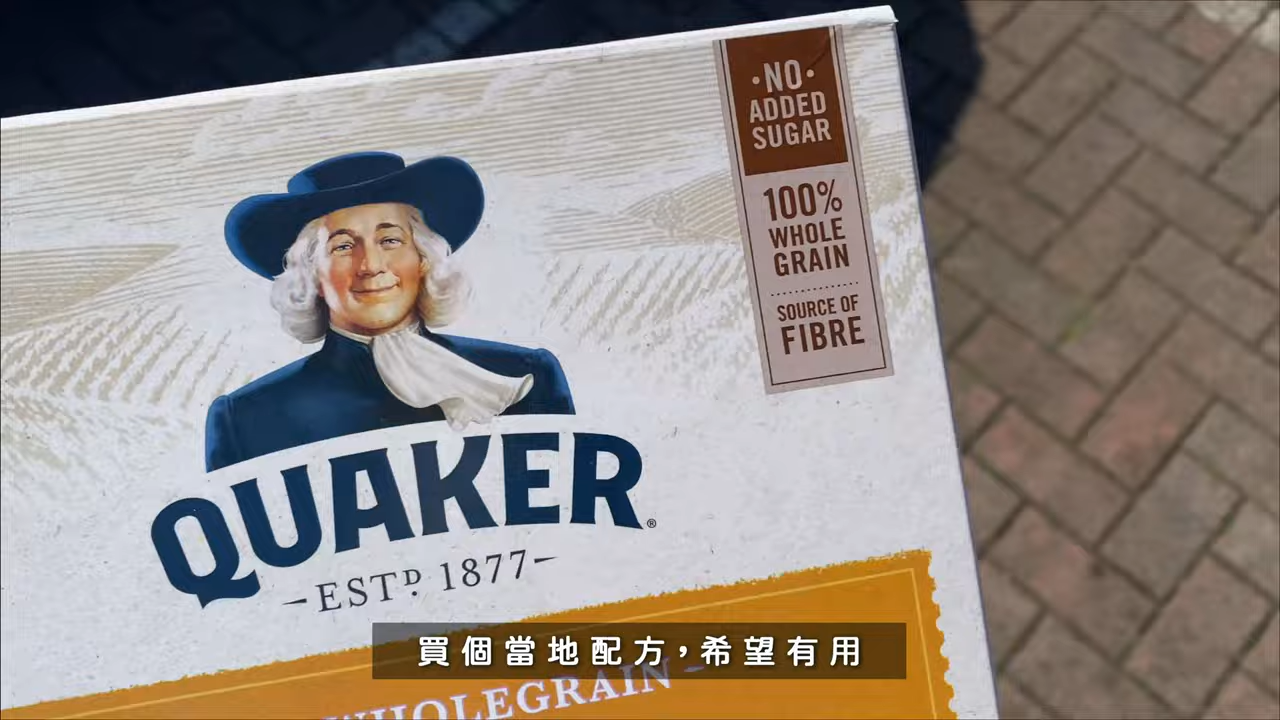 ·NO·
ADDED
SUGAR
100%
WHOLE
GRAIN
SOURCE OF
FIBRE
QUAKER®
–ESTD. 1877–
WHOLEGRAIN –
買個當地配方,希望有用